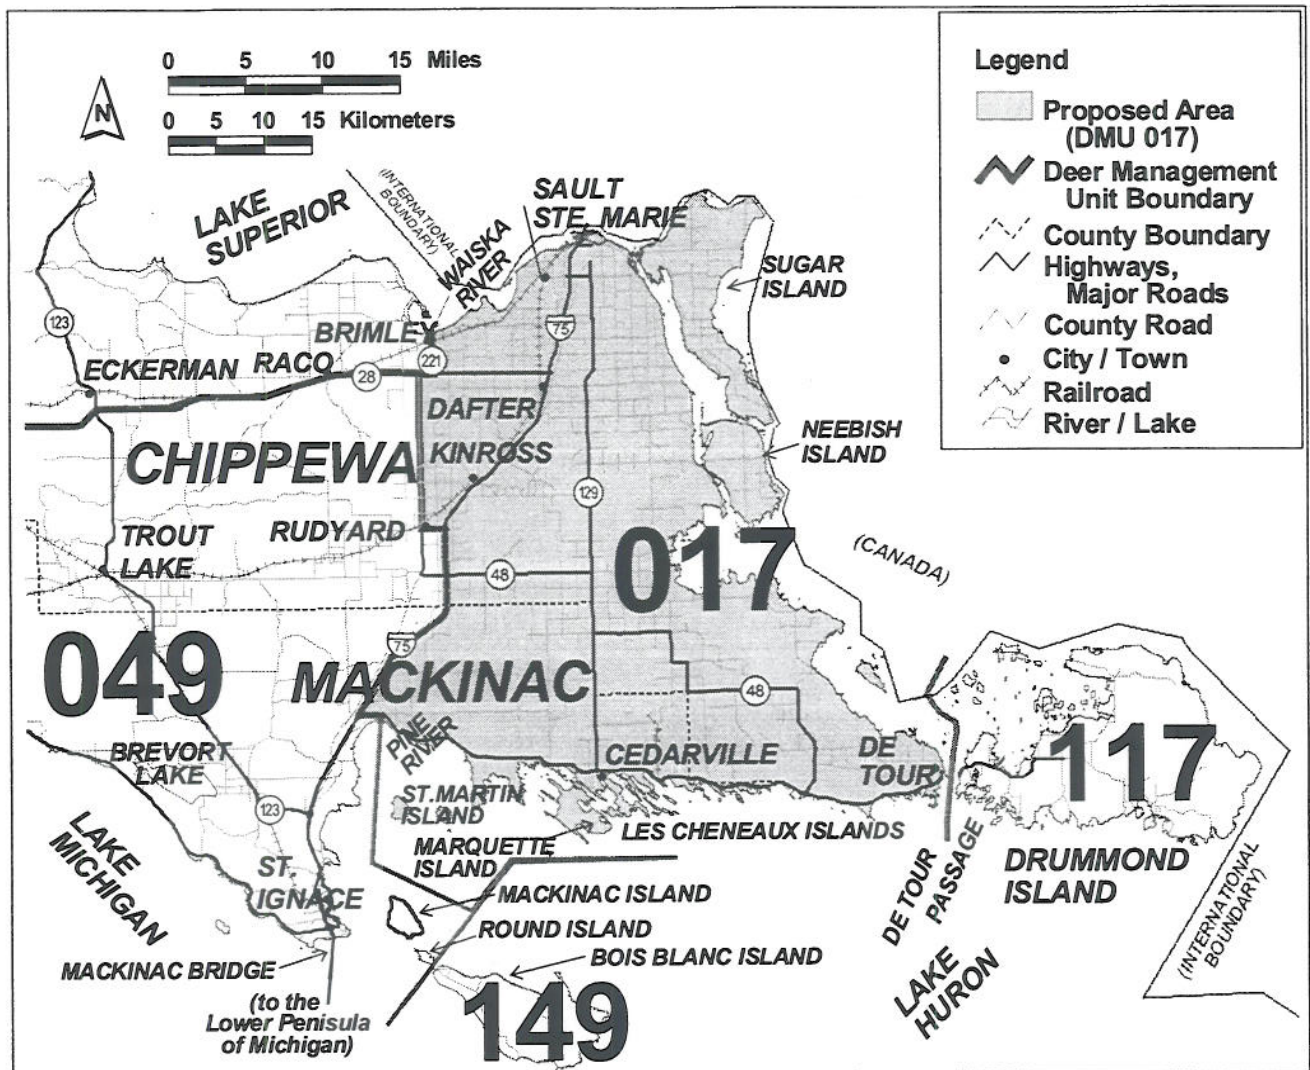 0 5 10 15 Miles
N
0 5 10 15 Kilometers
Legend
Proposed Area
(DMU 017)
Deer Management
Unit Boundary
County Boundary
Highways,
Major Roads
County Road
City / Town
Railroad
River / Lake
LAKE
SUPERIOR
(INTERNATIONAL
BOUNDARY)
WAISKA
RIVER
SAULT
STE. MARIE
SUGAR
ISLAND
123
BRIMLEY
75
221
ECKERMAN
RACO
28
DAFTER
NEEBISH
ISLAND
CHIPPEWA
KINROSS
129
TROUT
LAKE
RUDYARD
017
(CANADA)
48
049
75
MACKINAC
48
PINE
RIVER
BREVORT
LAKE
CEDARVILLE
DE
TOUR
117
123
ST.MARTIN
ISLAND
LES CHENEAUX ISLANDS
LAKE
MICHIGAN
MARQUETTE
ISLAND
ST.
IGNACE
DE TOUR
PASSAGE
DRUMMOND
ISLAND
MACKINAC ISLAND
ROUND ISLAND
BOIS BLANC ISLAND
(INTERNATIONAL
BOUNDARY)
MACKINAC BRIDGE
(to the
Lower Penisula
of Michigan)
149
LAKE
HURON